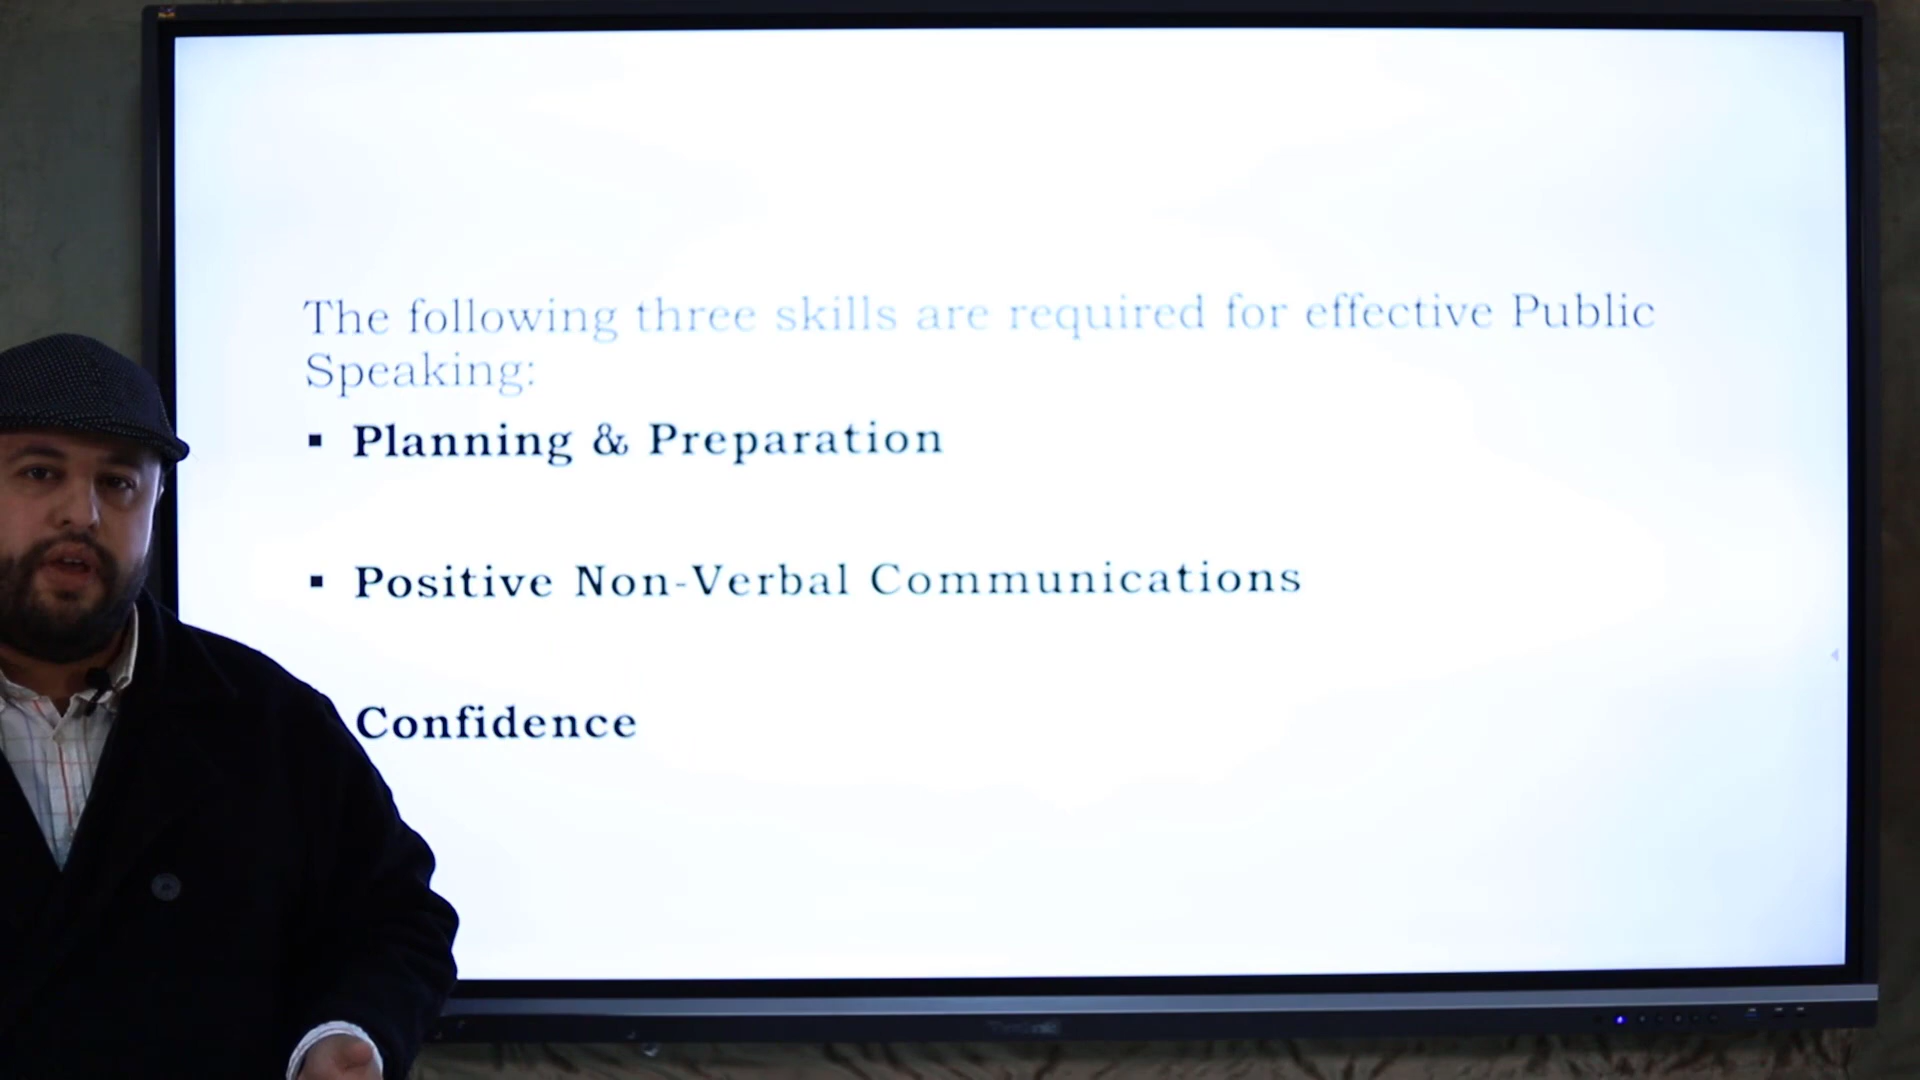 The following three skills are required for effective Public
Speaking:
▪ Planning & Preparation
▪ Positive Non-Verbal Communications
Confidence